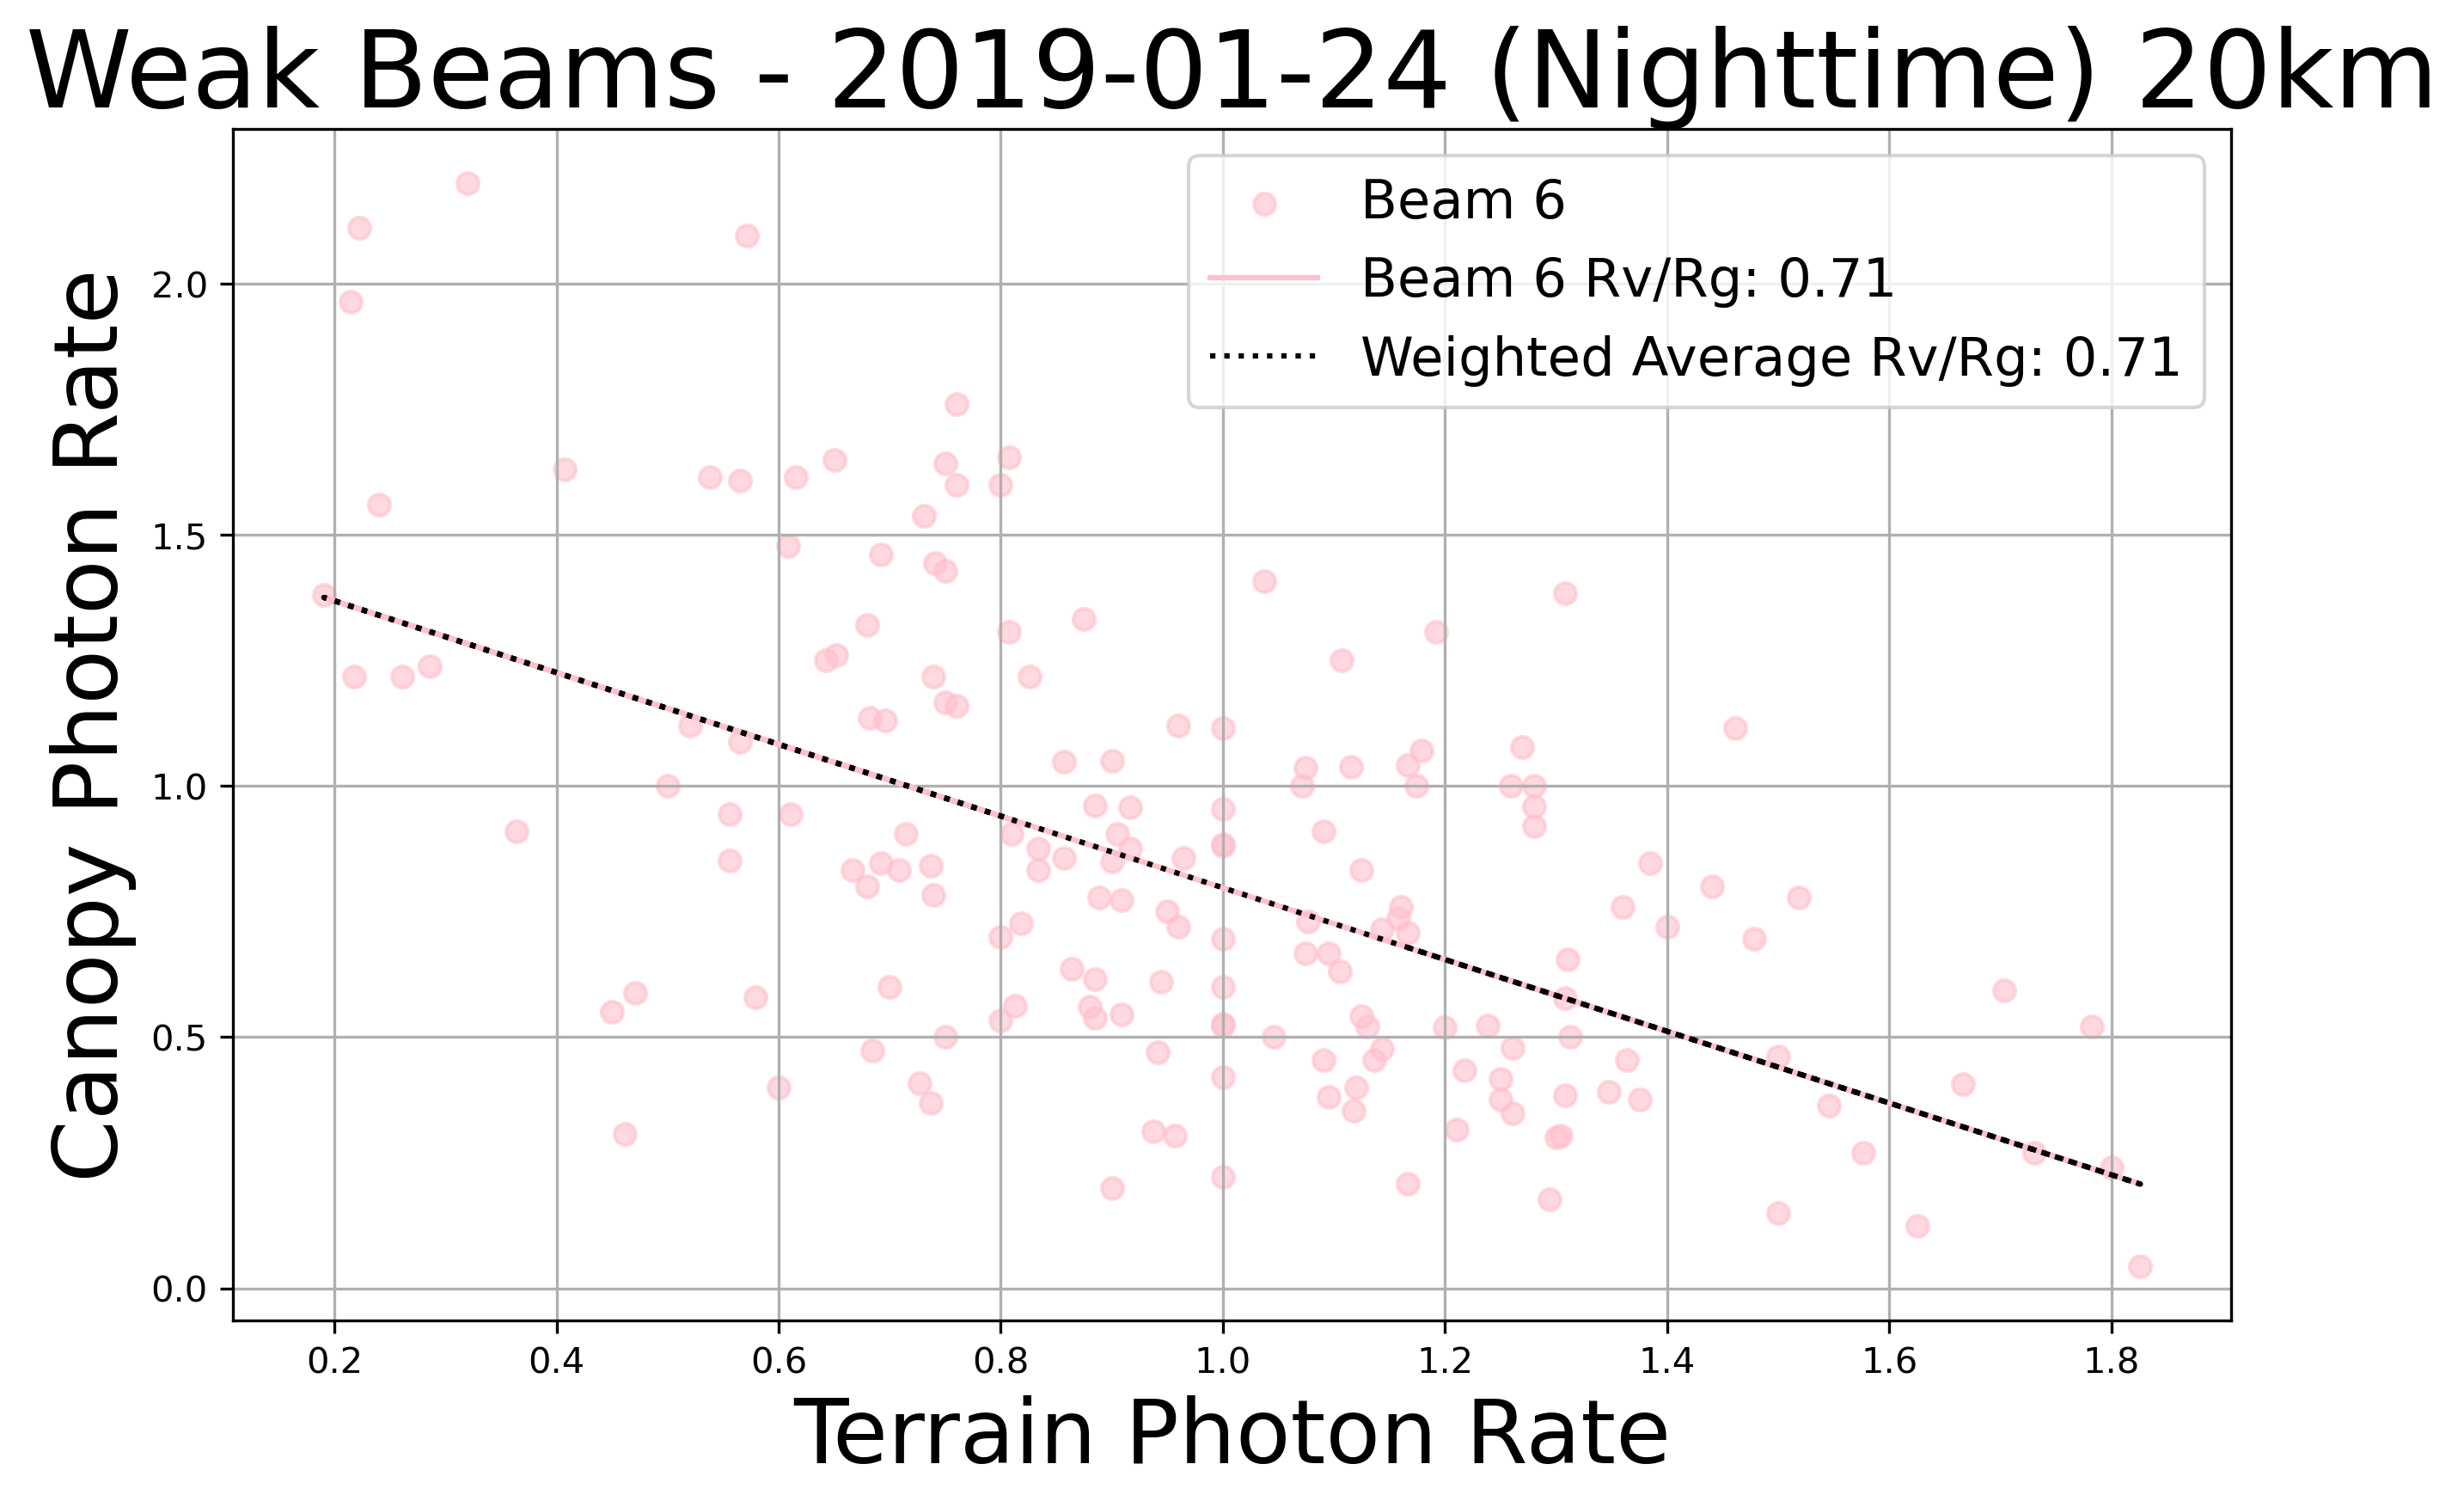 Weak Beams - 2019-01-24 (Nighttime) 20km
Beam 6
Beam 6 Rv/Rg: 0.71
Weighted Average Rv/Rg: 0.71
Canopy Photon Rate
2.0
1.5
1.0
0.5
0.0
0.2 0.4 0.6 0.8 1.0 1.2 1.4 1.6 1.8
Terrain Photon Rate